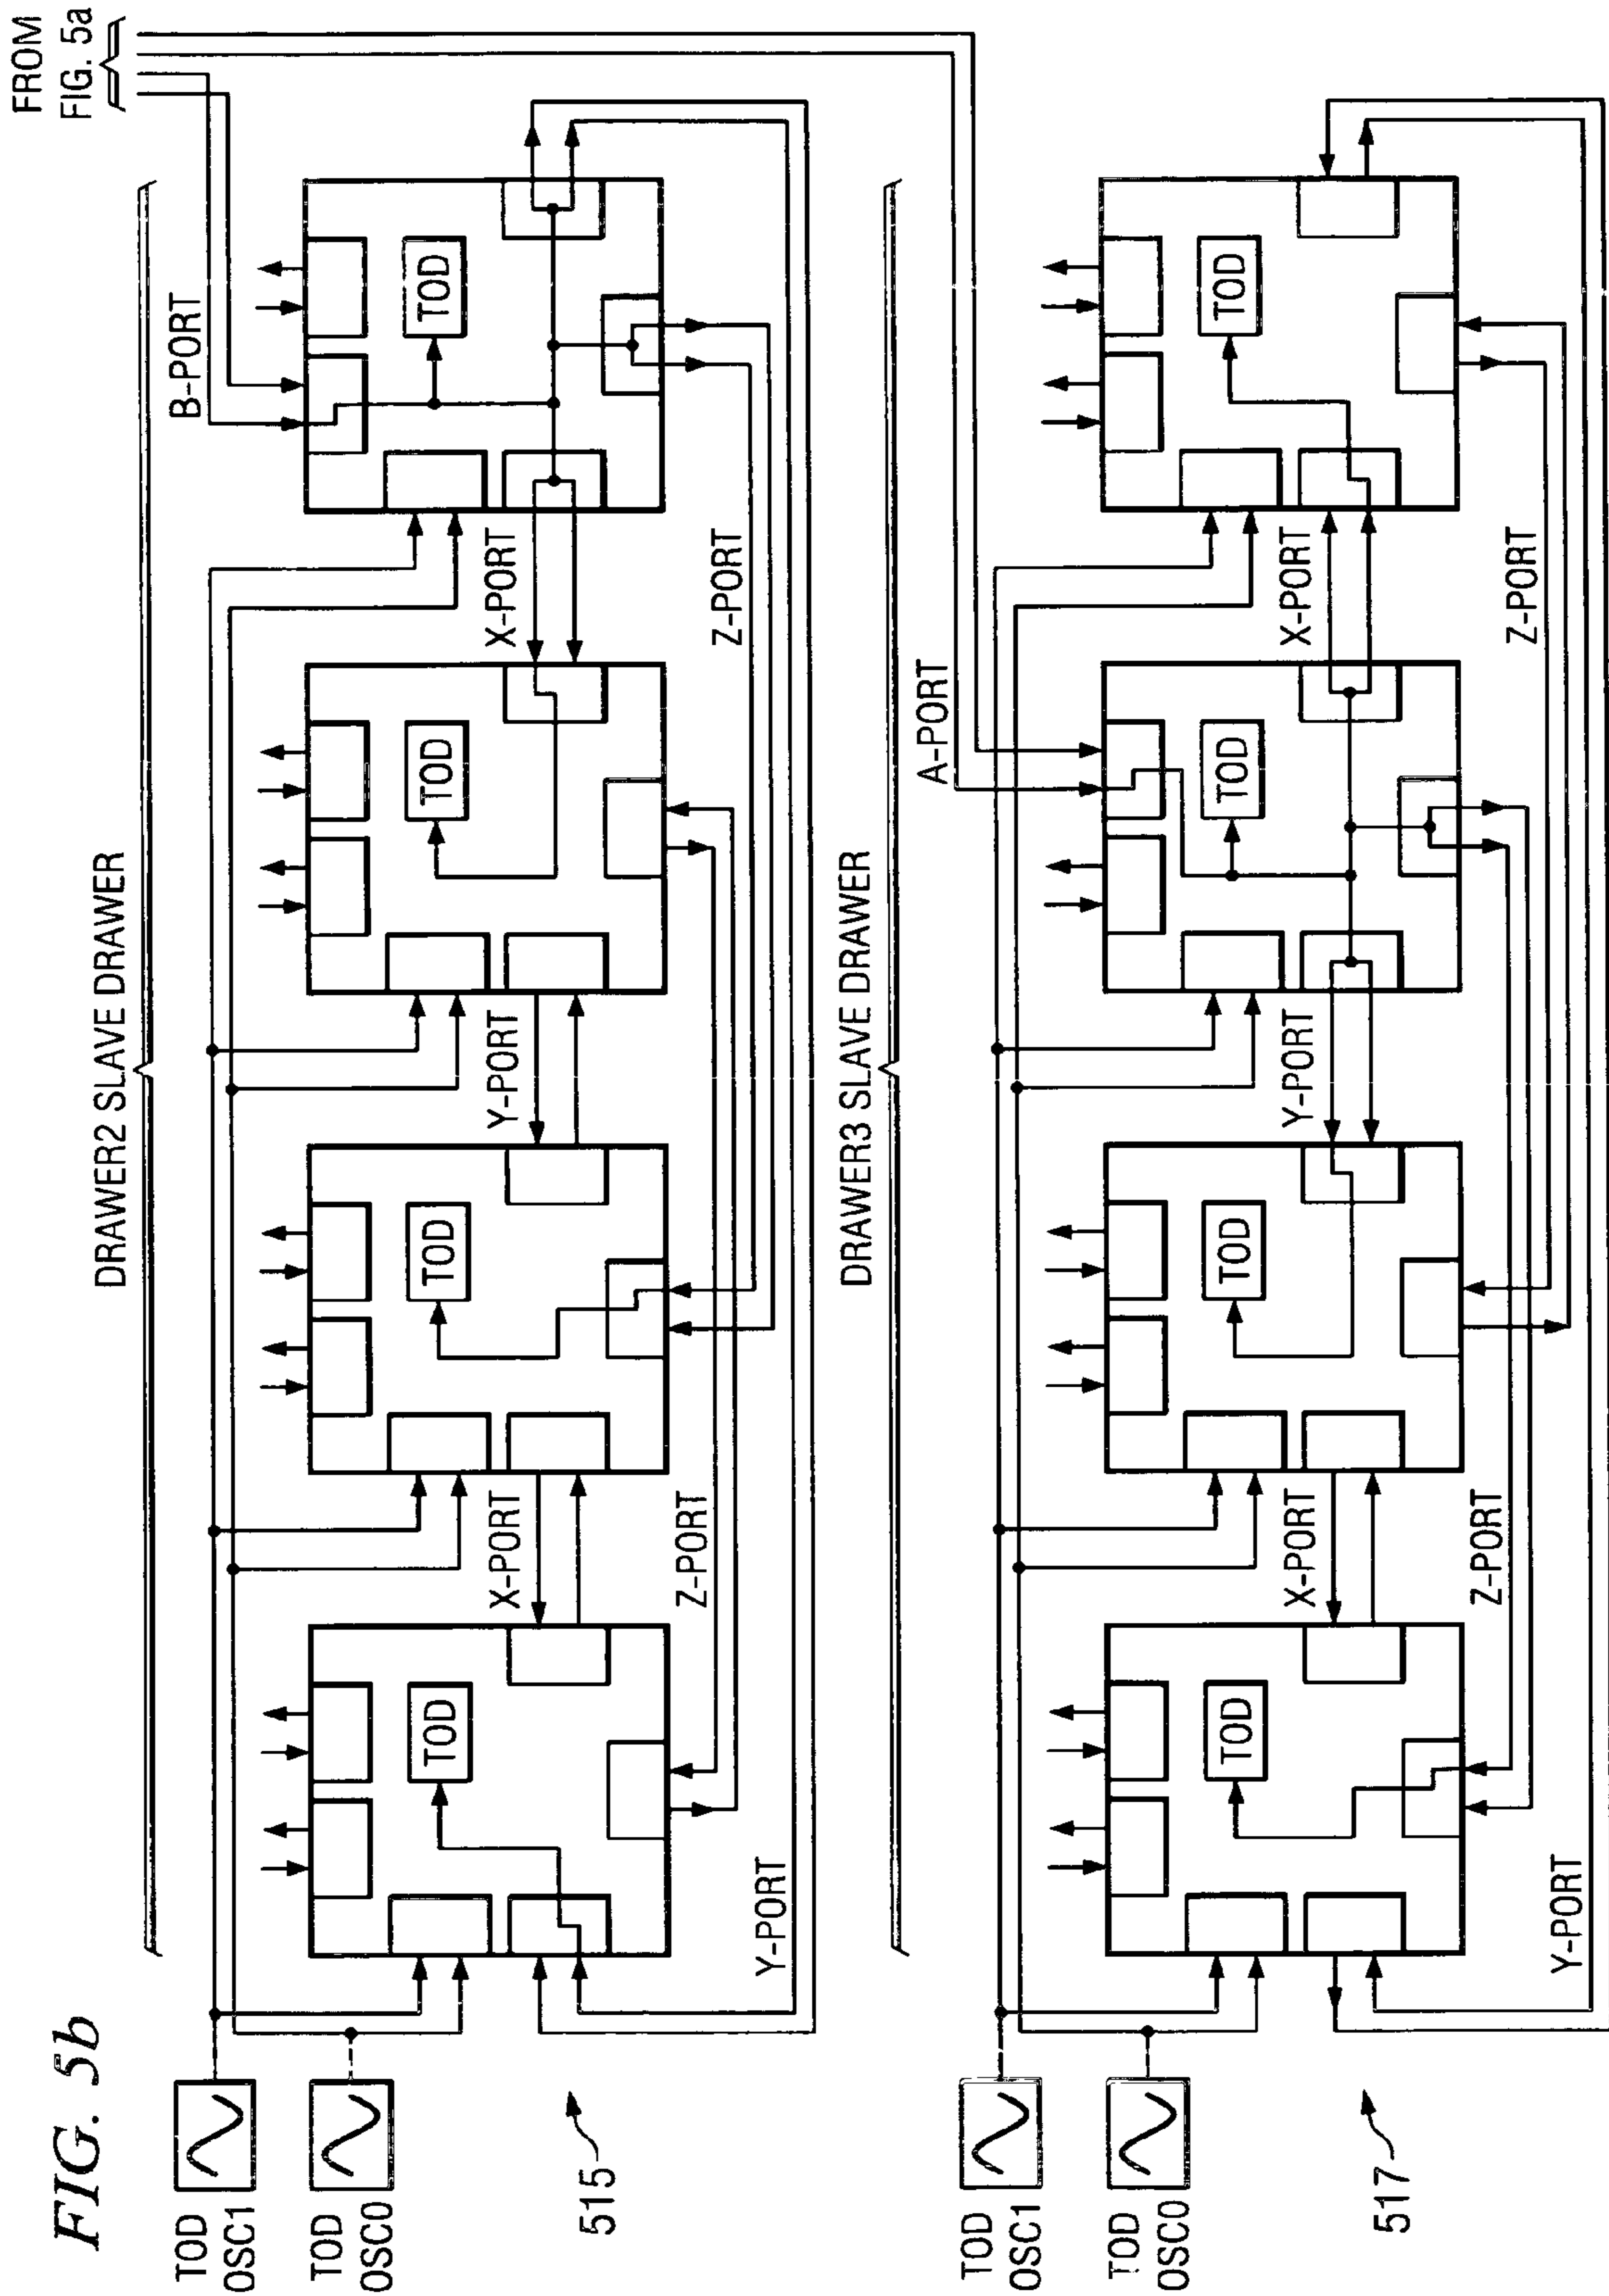 FIG. 5b
FROM
FIG. 5a
DRAWER2 SLAVE DRAWER
TOD
OSC1
TOD
OSC0
515
B-PORT
TOD
TOD
TOD
TOD
X-PORT
Y-PORT
X-PORT
Z-PORT
Z-PORT
Y-PORT
DRAWER3 SLAVE DRAWER
TOD
OSC1
TOD
OSC0
517
A-PORT
TOD
TOD
TOD
TOD
X-PORT
Y-PORT
X-PORT
Z-PORT
Z-PORT
Y-PORT